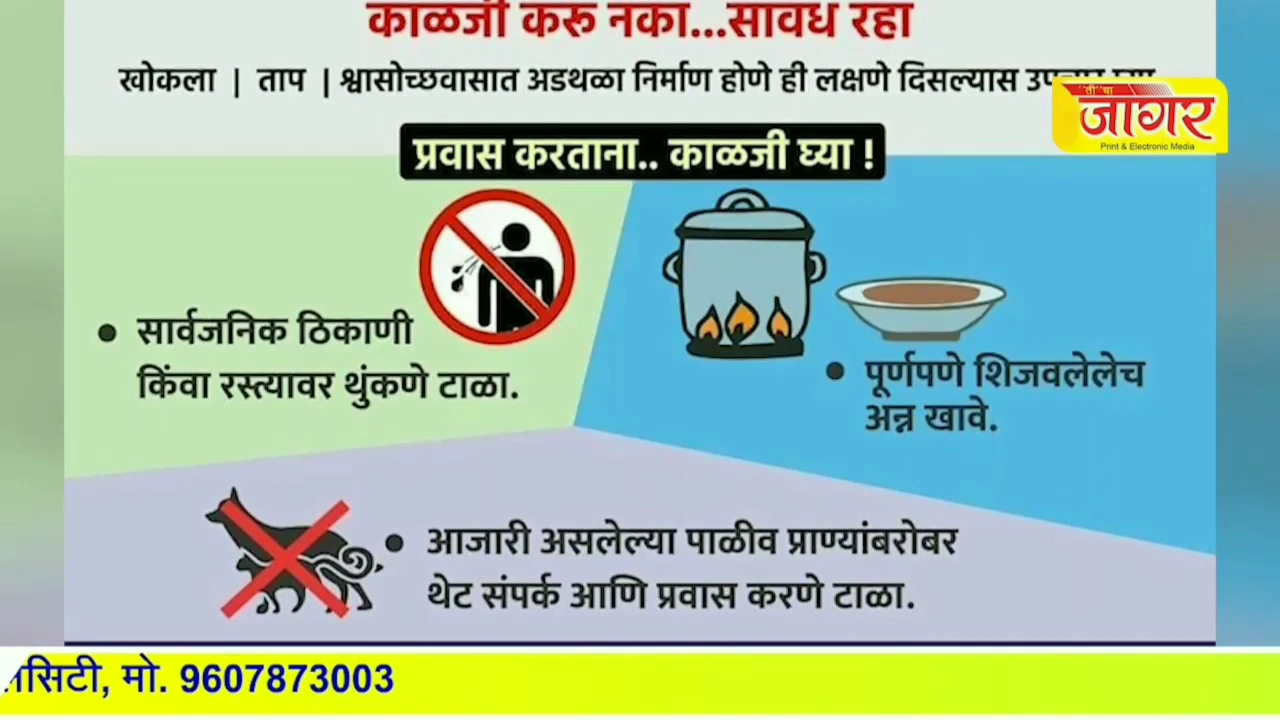 काळजी करू नका...सावध रहा
खोकला | ताप | श्वासोच्छवासात अडथळा निर्माण होणे ही लक्षणे दिसल्यास
"ती"चा
जागर
Print & Electronic Media
प्रवास करताना.. काळजी घ्या !
● सार्वजनिक ठिकाणी
किंवा रस्त्यावर थुंकणे टाळा.
● पूर्णपणे शिजवलेलेच
अन्न खावे.
● आजारी असलेल्या पाळीव प्राण्यांबरोबर
थेट संपर्क आणि प्रवास करणे टाळा.
मो. 9607873003